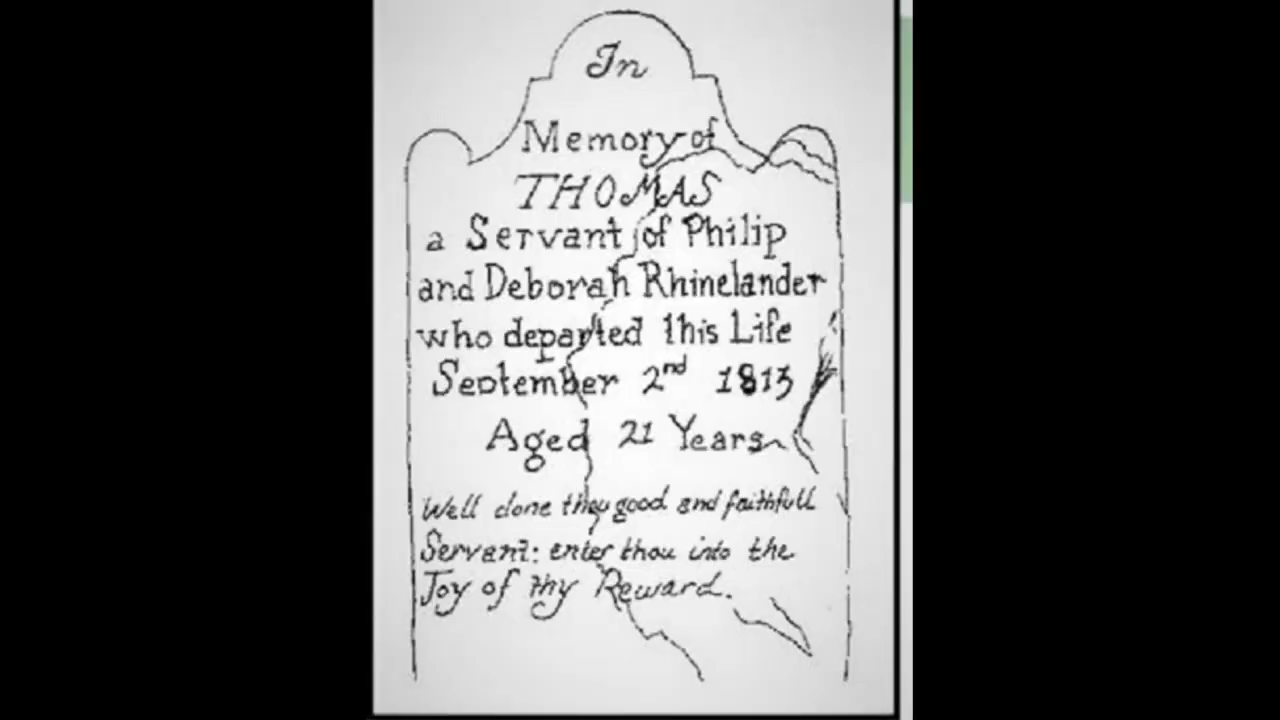 In
Memory of
THOMAS
a Servant of Philip
and Deborah Rhinelander
who departed this Life
September 2nd 1813
Aged 21 Years
Well done thou good and faithfull
Servant: enter thou into the
Joy of thy Reward.